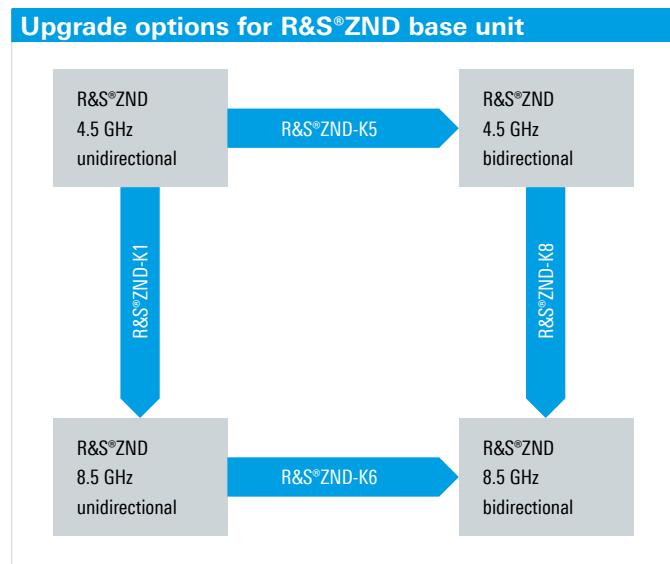 Upgrade options for R&S®ZND base unit
R&S®ZND
4.5 GHz
unidirectional
R&S®ZND-K5
R&S®ZND
4.5 GHz
bidirectional
R&S®ZND-K1
R&S®ZND-K8
R&S®ZND
8.5 GHz
unidirectional
R&S®ZND-K6
R&S®ZND
8.5 GHz
bidirectional